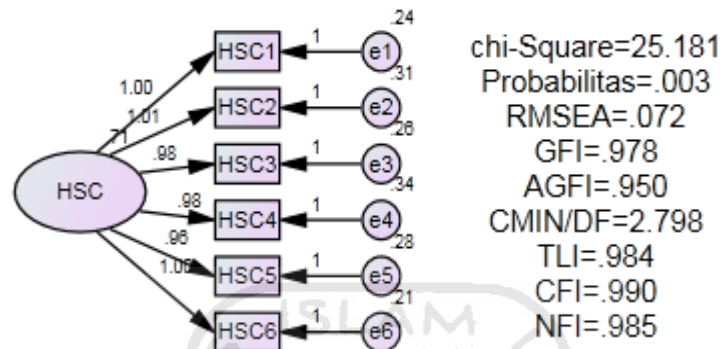 .24
HSC1
1
e1
1.00
.31
HSC2
1
e2
1.01
.26
HSC3
1
e3
.98
.34
HSC4
1
e4
.98
.28
HSC5
1
e5
.96
.21
HSC6
1
e6
.71
HSC
chi-Square=25.181
Probabilitas=.003
RMSEA=.072
GFI=.978
AGFI=.950
CMIN/DF=2.798
TLI=.984
CFI=.990
NFI=.985
ISLAM